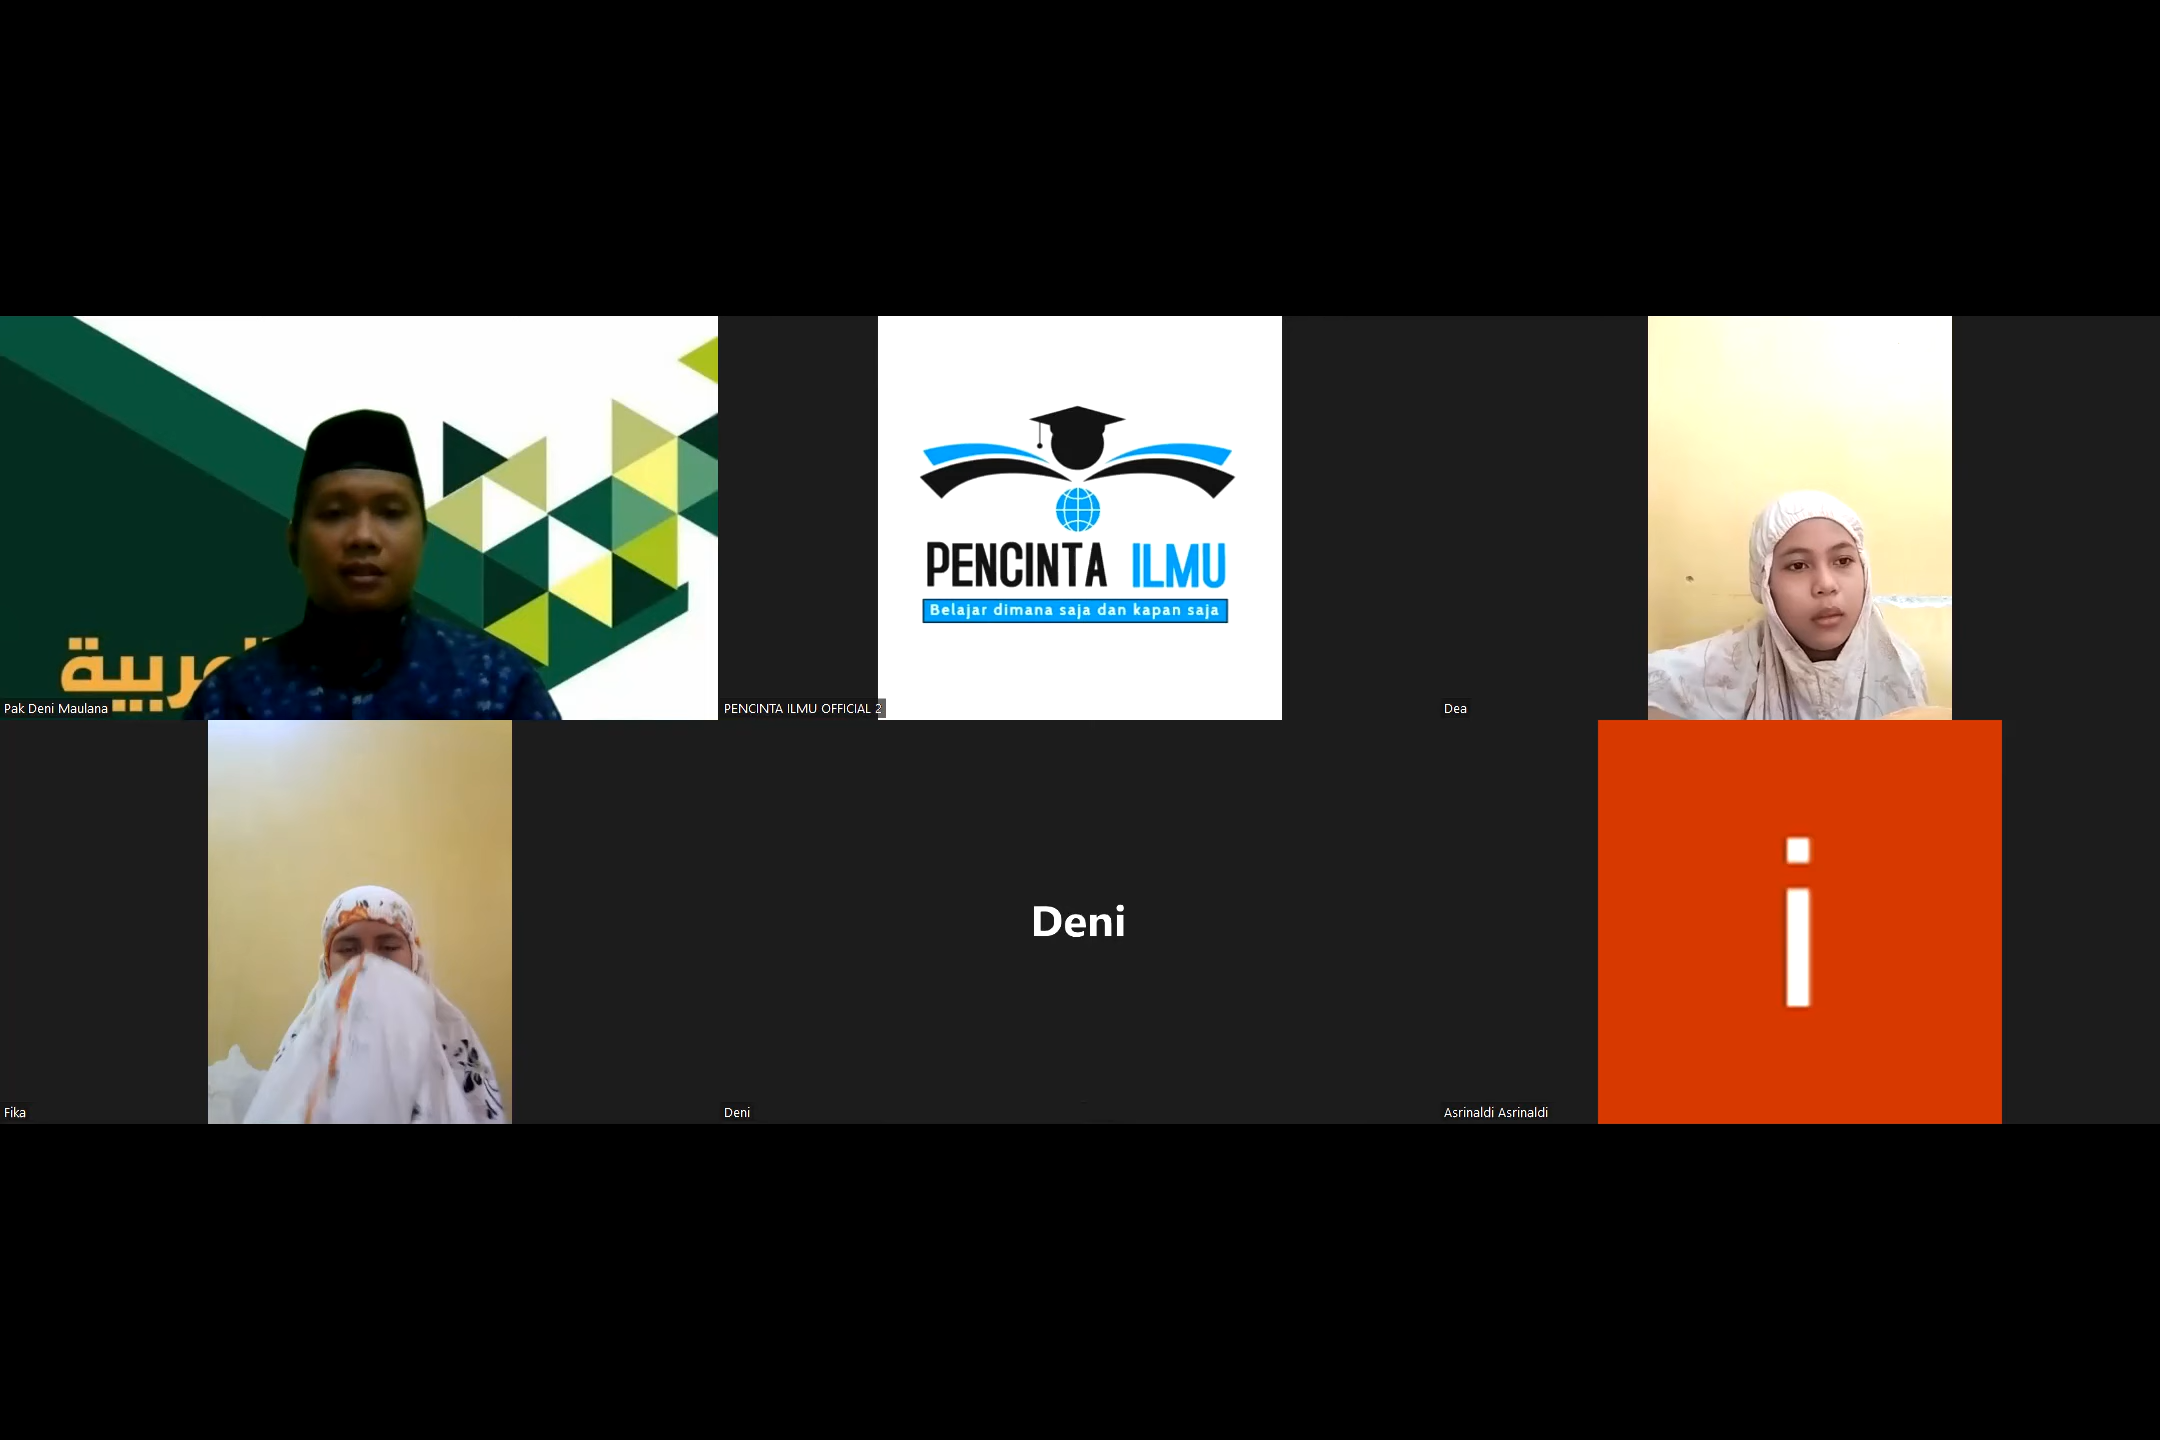 العربية
Pak Deni Maulana
PENCINTA ILMU
Belajar dimana saja dan kapan saja
PENCINTA ILMU OFFICIAL 2
Dea
Fika
Deni
Deni
i
Asrinaldi Asrinaldi